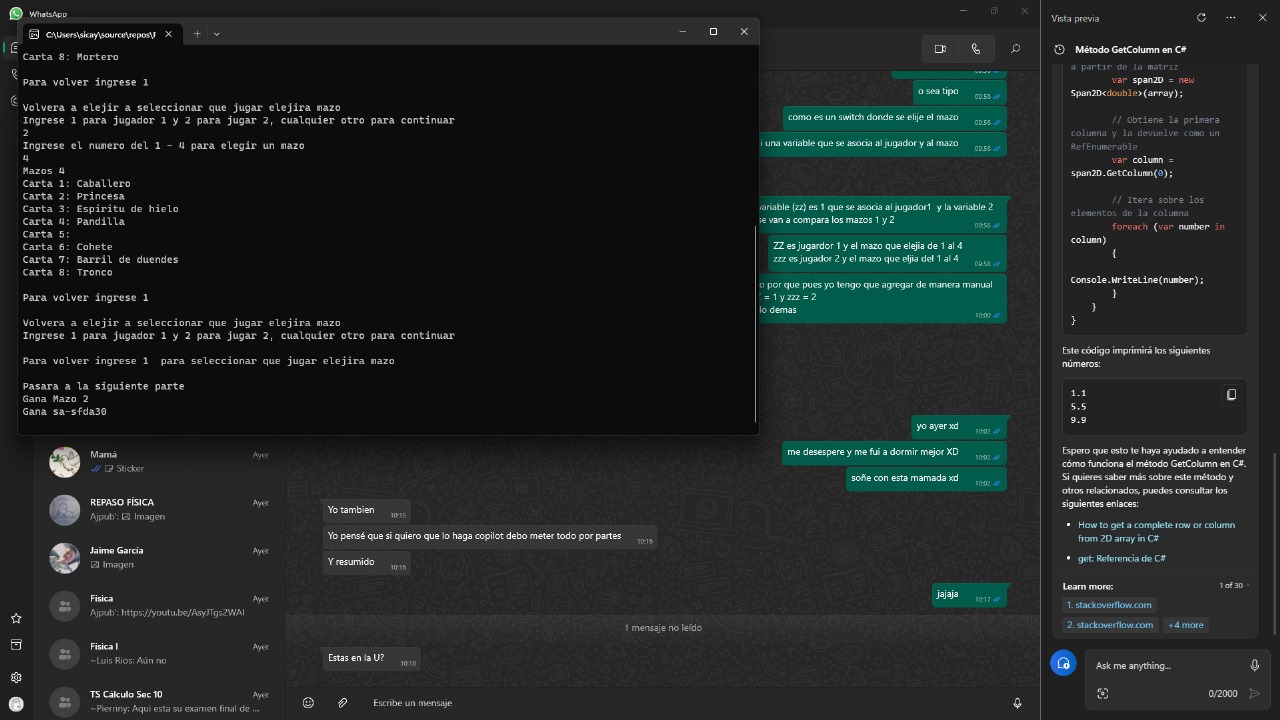 WhatsApp
C:\Users\sicay\source\repos\F
Carta 8: Mortero
Para volver ingrese 1
Volvera a elejir a seleccionar que jugar elejira mazo
Ingrese 1 para jugador 1 y 2 para jugar 2, cualquier otro para continuar
2
Ingrese el numero del 1 - 4 para elegir un mazo
4
Mazos 4
Carta 1: Caballero
Carta 2: Princesa
Carta 3: Espiritu de hielo
Carta 4: Pandilla
Carta 5:
Carta 6: Cohete
Carta 7: Barril de duendes
Carta 8: Tronco
Para volver ingrese 1
Volvera a elejir a seleccionar que jugar elejira mazo
Ingrese 1 para jugador 1 y 2 para jugar 2, cualquier otro para continuar
Para volver ingrese 1  para seleccionar que jugar elejira mazo
Pasara a la siguiente parte
Gana Mazo 2
Gana sa-sfda30
Mamá
Ayer
Sticker
REPASO FÍSICA
Ayer
Ajpub': Imagen
Jaime García
Ayer
Imagen
Física
Ayer
Ajpub': https://youtu.be/AsyJTgs2WAI
Física I
Ayer
~Luis Rios: Aún no
TS Cálculo Sec 10
Ayer
~Pierriny: Aqui esta su examen final de ...
09:56
o sea tipo
09:56
como es un switch donde se elije el mazo
09:56
i una variable que se asocia al jugador y al mazo
09:56
variable (zz) es 1 que se asocia al jugador1  y la variable 2
se van a compara los mazos 1 y 2
09:58
ZZ es jugardor 1 y el mazo que elejia de 1 al 4
zzz es jugador 2 y el mazo que eljia del 1 al 4
09:58
o por que pues yo tengo que agregar de manera manual
= 1 y zzz = 2
lo demas
10:00
yo ayer xd
10:02
me desespere y me fui a dormir mejor XD
10:02
soñe con esta mamada xd
10:02
Yo tambien
10:15
Yo pensé que si quiero que lo haga copilot debo meter todo por partes
10:16
Y resumido
10:16
jajaja
10:17
1 mensaje no leído
Estas en la U?
10:18
Escribe un mensaje
Vista previa
Método GetColumn en C#
a partir de la matriz
var span2D = new
Span2D<double>(array);
// Obtiene la primera
columna y la devuelve como un
RefEnumerable
var column =
span2D.GetColumn(0);
// Itera sobre los
elementos de la columna
foreach (var number in
column)
{
Console.WriteLine(number);
}
}
}
Este código imprimirá los siguientes
números:
1.1
5.5
9.9
Espero que esto te haya ayudado a entender
cómo funciona el método GetColumn en C#.
Si quieres saber más sobre este método y
otros relacionados, puedes consultar los
siguientes enlaces:
• How to get a complete row or column
from 2D array in C#
• get: Referencia de C#
Learn more:
1 of 30
1. stackoverflow.com
2. stackoverflow.com
+4 more
Ask me anything...
0/2000